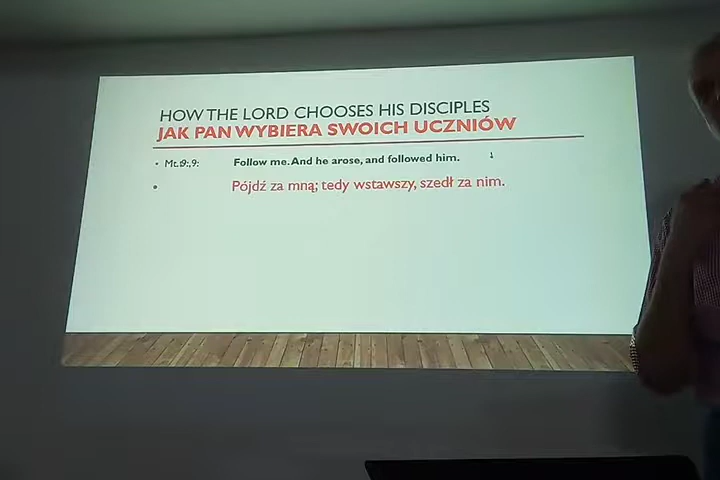 HOW THE LORD CHOOSES HIS DISCIPLES
JAK PAN WYBIERA SWOICH UCZNIÓW
• Mt.9:,9: Follow me. And he arose, and followed him.
• Pójdź za mną; tedy wstawszy, szedł za nim.